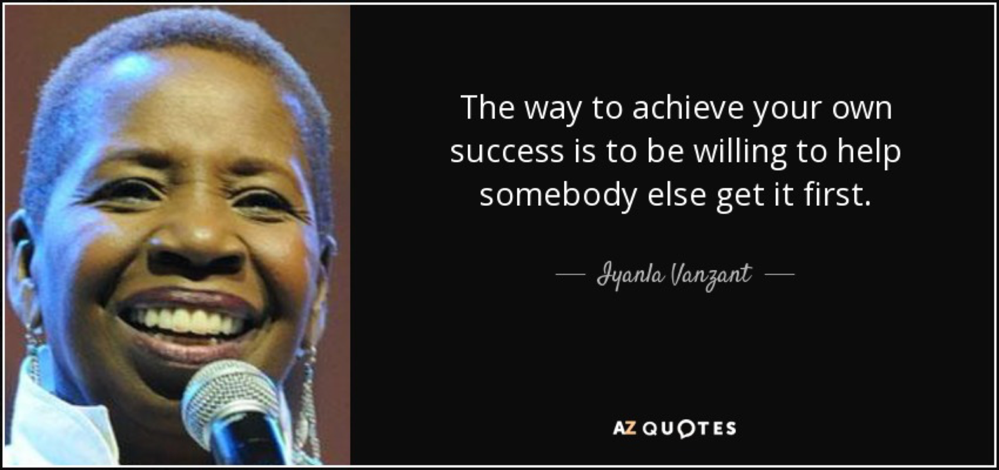 The way to achieve your own
success is to be willing to help
somebody else get it first.
Iyanla Vanzant
AZ QUOTES